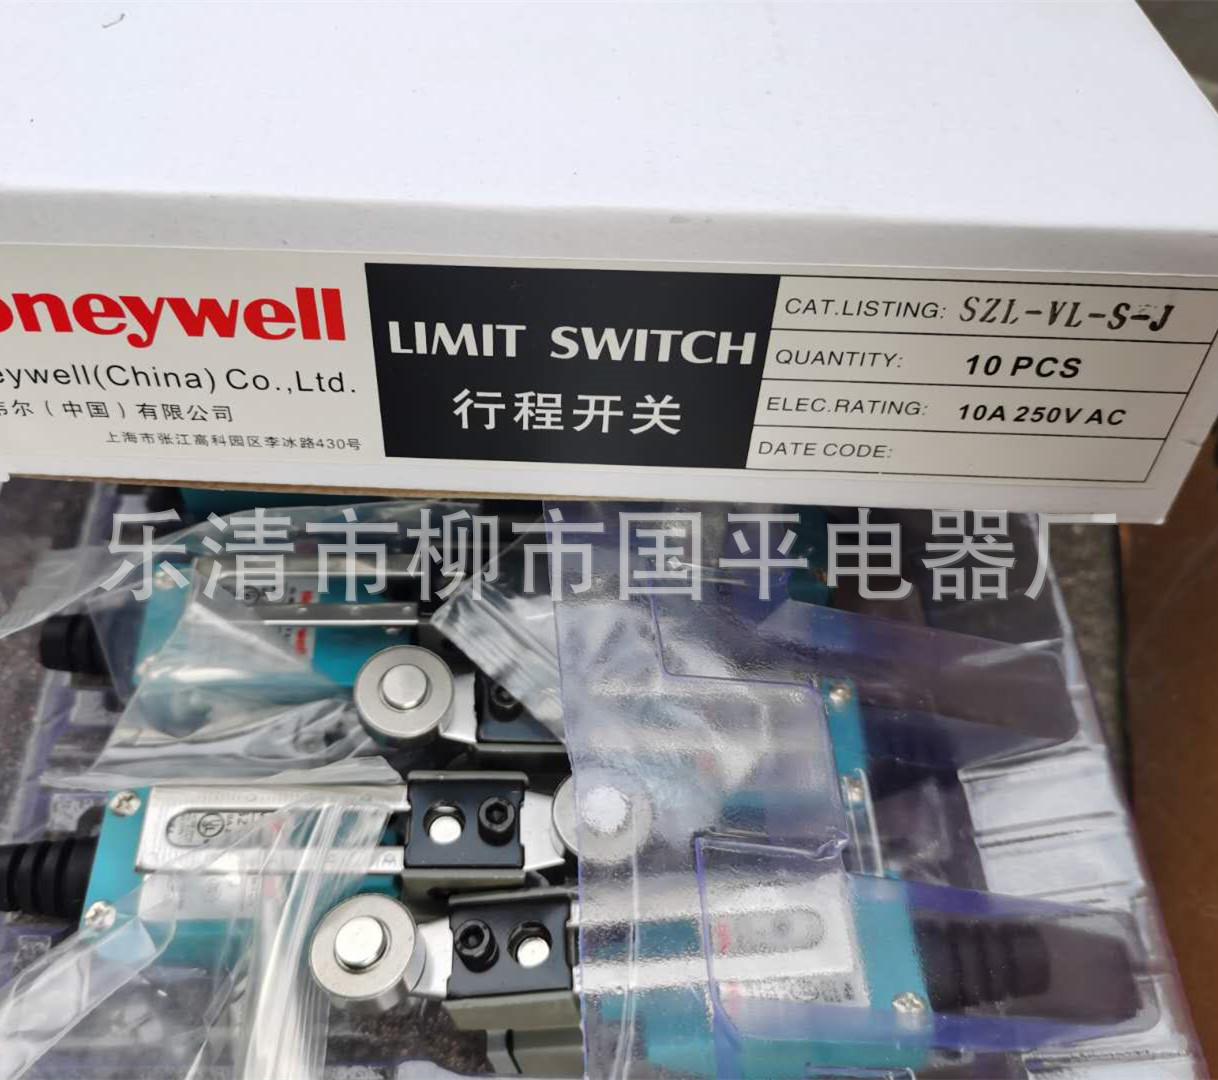 oneywell
eywell(China) Co.,Ltd.
韦尔（中国）有限公司
上海市张江高科园区李冰路430号
LIMIT SWITCH
行程开关
CAT.LISTING: SZL-VL-S-J
QUANTITY: 10 PCS
ELEC.RATING: 10A 250V AC
DATE CODE:
乐清市柳市国平电器厂